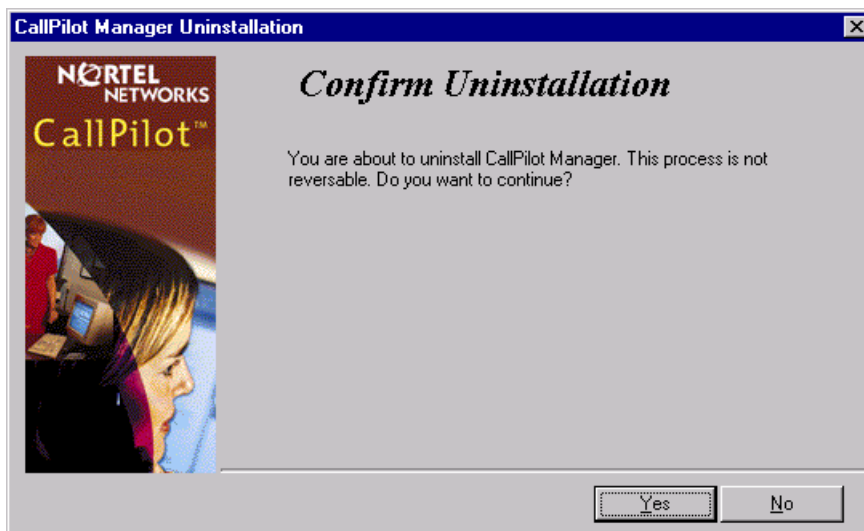 CallPilot Manager Uninstallation
NORTEL
NETWORKS
CallPilot™
Confirm Uninstallation
You are about to uninstall CallPilot Manager. This process is not
reversable. Do you want to continue?
Yes
No